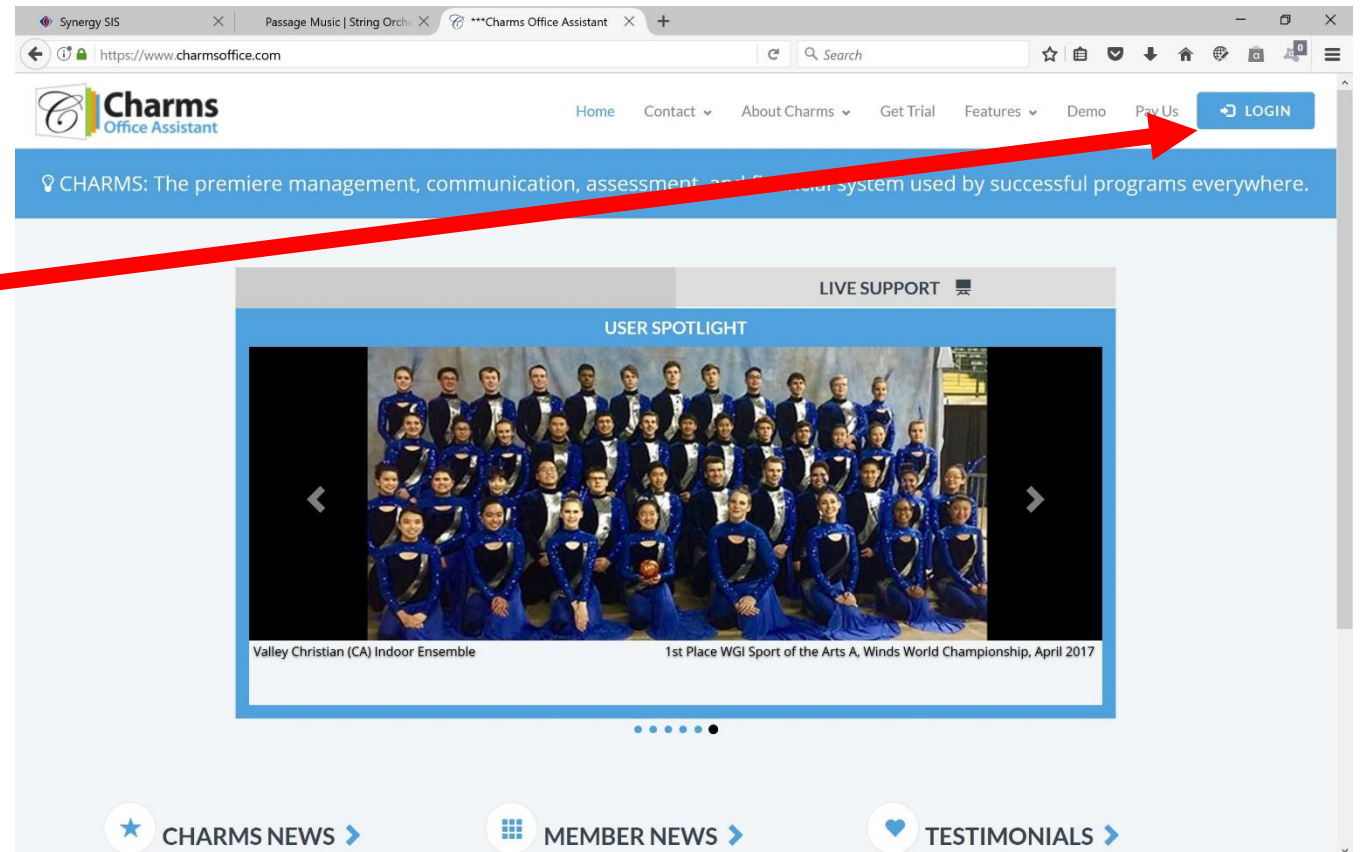 Synergy SIS
Passage Music | String Orche
***Charms Office Assistant
https://www.charmsoffice.com
Search
0
Charms
Office Assistant
Home
Contact
About Charms
Get Trial
Features
Demo
Pay Us
LOGIN
CHARMS: The premiere management, communication, assessment, and financial system used by successful programs everywhere.
LIVE SUPPORT
USER SPOTLIGHT
Valley Christian (CA) Indoor Ensemble
1st Place WGI Sport of the Arts A, Winds World Championship, April 2017
CHARMS NEWS
MEMBER NEWS
TESTIMONIALS